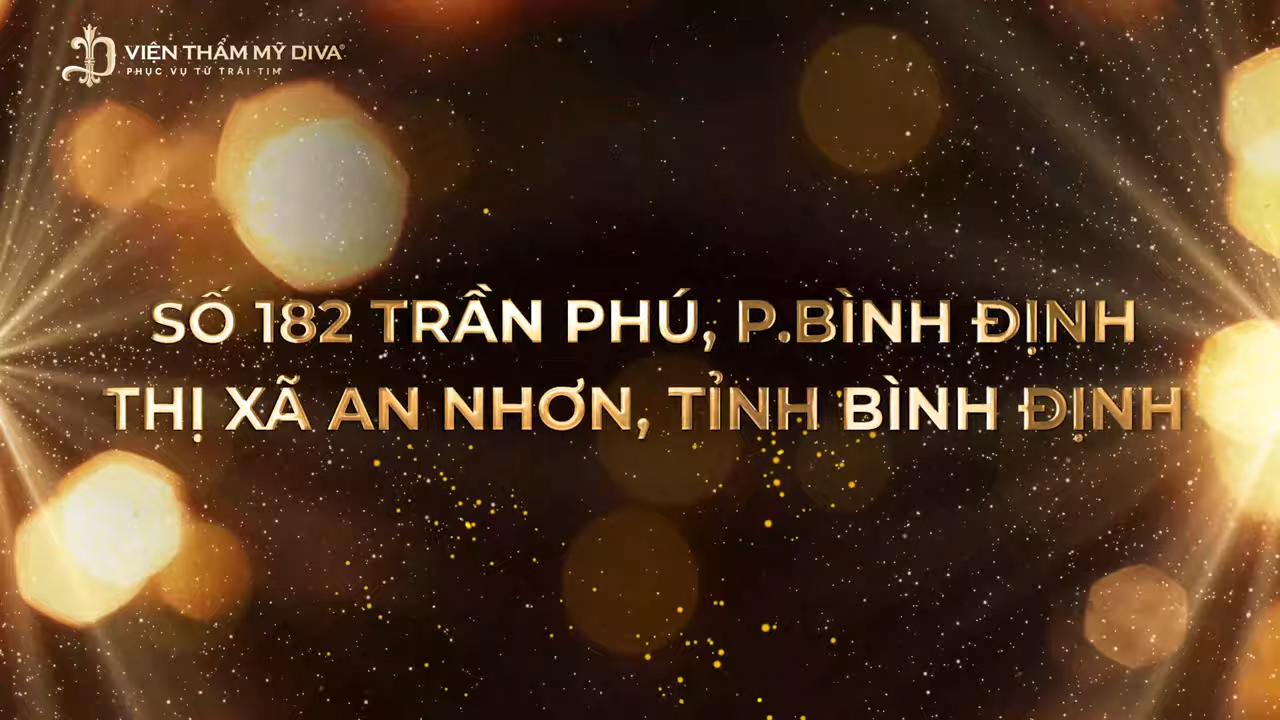 VIỆN THẨM MỸ DIVA®
PHỤC VỤ TỪ TRÁI TIM
SỐ 182 TRẦN PHÚ, P.BÌNH ĐỊNH
THỊ XÃ AN NHƠN, TỈNH BÌNH ĐỊNH